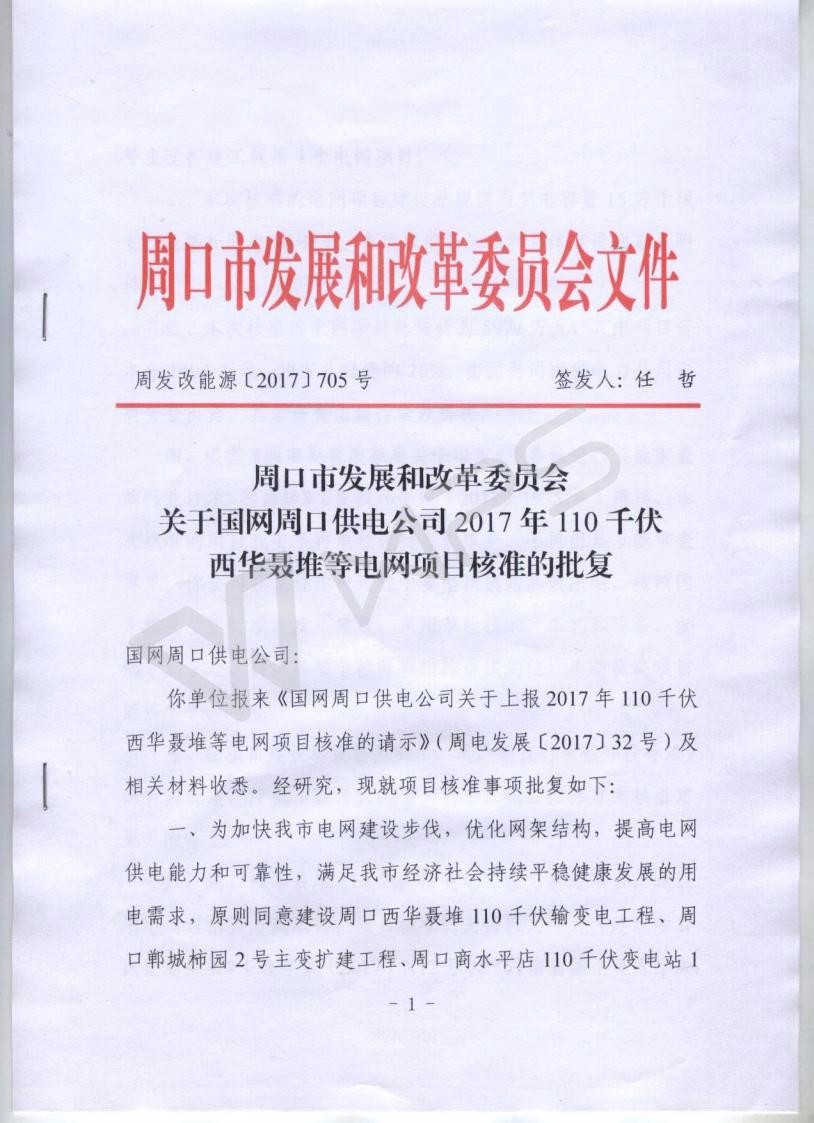 周口市发展和改革委员会文件
周发改能源〔2017〕705号 签发人：任 哲
周口市发展和改革委员会
关于国网周口供电公司2017年110千伏
西华聂堆等电网项目核准的批复
国网周口供电公司：
你单位报来《国网周口供电公司关于上报2017年110千伏
西华聂堆等电网项目核准的请示》（周电发展〔2017〕32号）及
相关材料收悉。经研究，现就项目核准事项批复如下：
一、为加快我市电网建设步伐，优化网架结构，提高电网
供电能力和可靠性，满足我市经济社会持续平稳健康发展的用
电需求，原则同意建设周口西华聂堆110千伏输变电工程、周
口郸城柿园2号主变扩建工程、周口商水平店110千伏变电站1
- 1 -